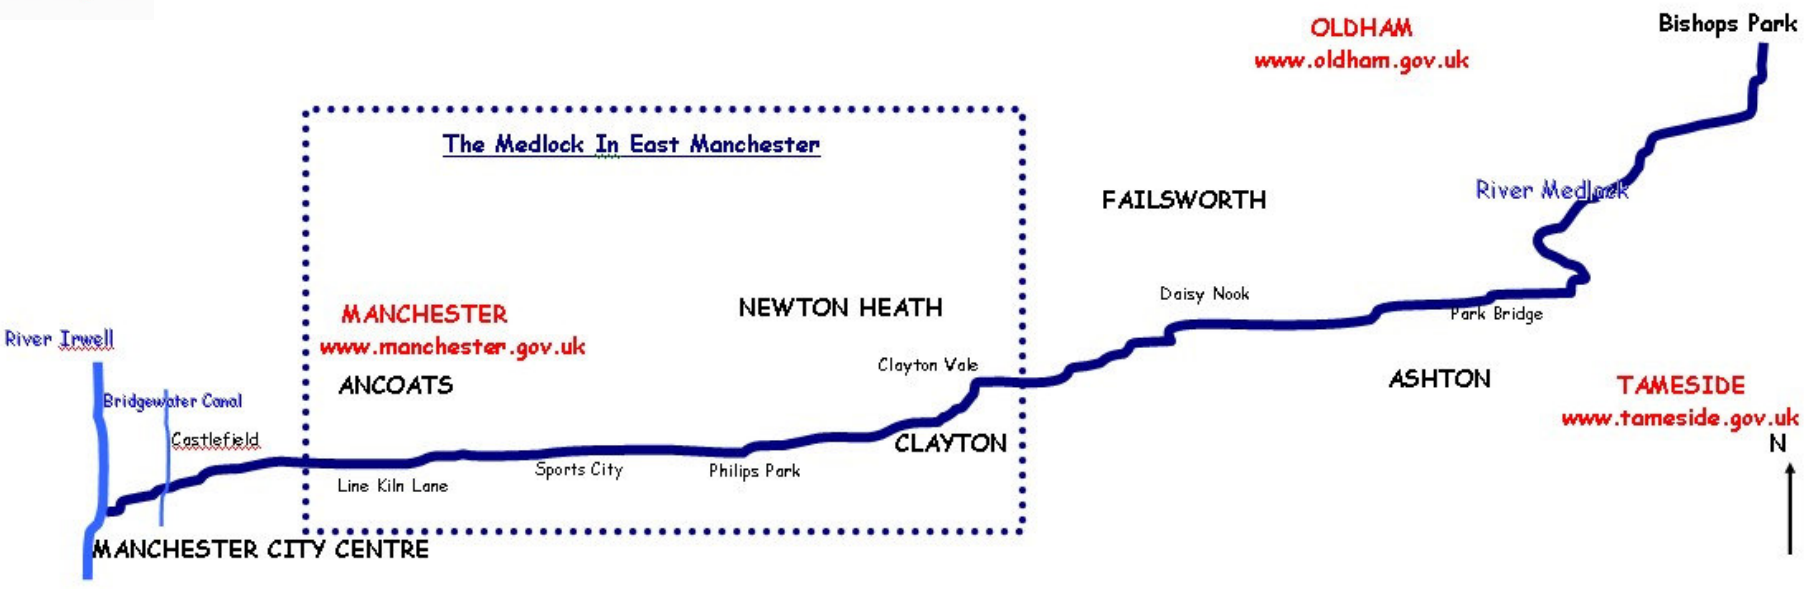 OLDHAM
www.oldham.gov.uk
Bishops Park
The Medlock In East Manchester
River Medlock
FAILSWORTH
Daisy Nook
Park Bridge
MANCHESTER
www.manchester.gov.uk
NEWTON HEATH
River Irwell
Clayton Vale
ANCOATS
ASHTON
TAMESIDE
www.tameside.gov.uk
Bridgewater Canal
Castlefield
CLAYTON
N
Line Kiln Lane
Sports City
Philips Park
MANCHESTER CITY CENTRE